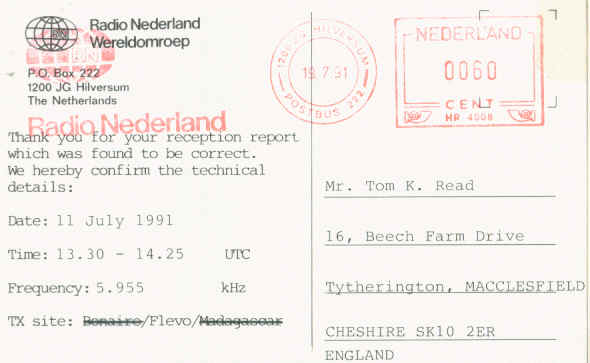 Radio Nederland
Wereldomroep
P.O. Box 222
1200 JG Hilversum
The Netherlands
Radio Nederland
Thank you for your reception report
which was found to be correct.
We hereby confirm the technical
details:
Date: 11 July 1991
Time: 13.30 - 14.25 UTC
Frequency: 5.955 kHz
TX site: Bonaire/Flevo/Madagascar
HILVERSUM
19.7.91
POSTBUS 222
NEDERLAND
0060
CENT
HR 4008
Mr. Tom K. Read
16, Beech Farm Drive
Tytherington, MACCLESFIELD
CHESHIRE SK10 2ER
ENGLAND